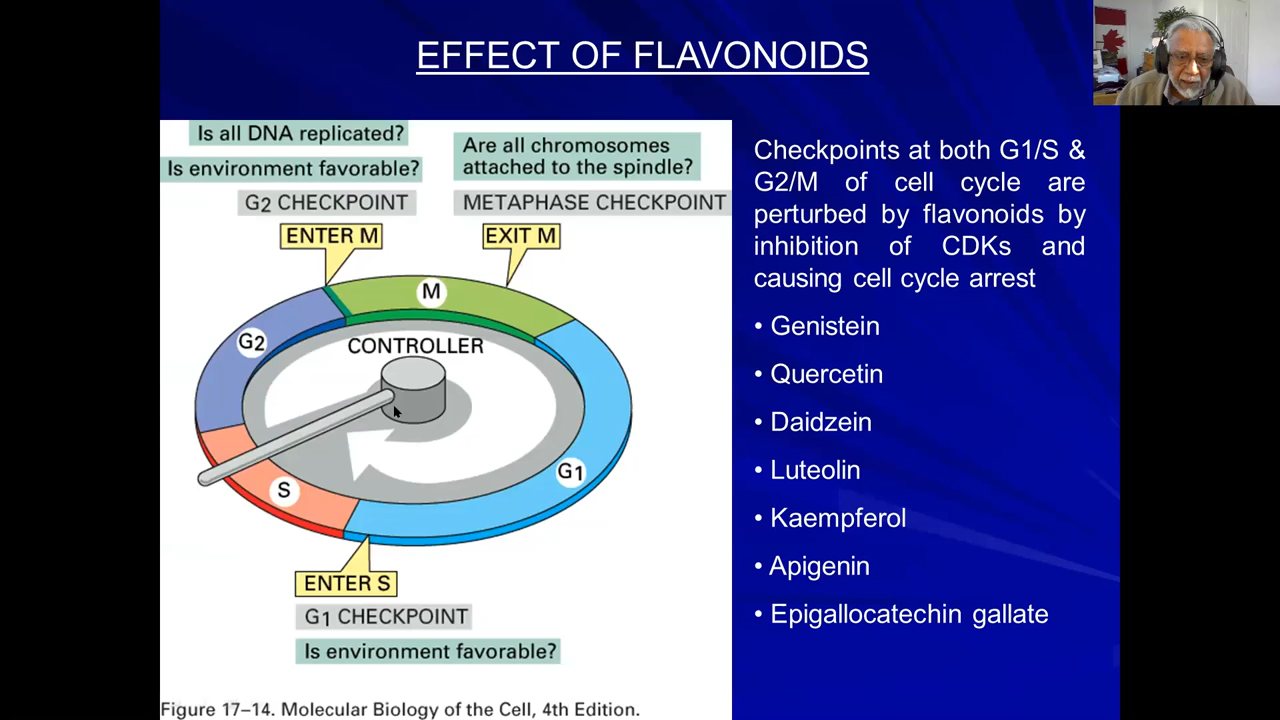 EFFECT OF FLAVONOIDS
Is all DNA replicated?
Is environment favorable?
G2 CHECKPOINT
ENTER M
Are all chromosomes
attached to the spindle?
METAPHASE CHECKPOINT
EXIT M
M
G2
CONTROLLER
G1
S
ENTER S
G1 CHECKPOINT
Is environment favorable?
Figure 17–14. Molecular Biology of the Cell, 4th Edition.
Checkpoints at both G1/S &
G2/M of cell cycle are
perturbed by flavonoids by
inhibition of CDKs and
causing cell cycle arrest
• Genistein
• Quercetin
• Daidzein
• Luteolin
• Kaempferol
• Apigenin
• Epigallocatechin gallate